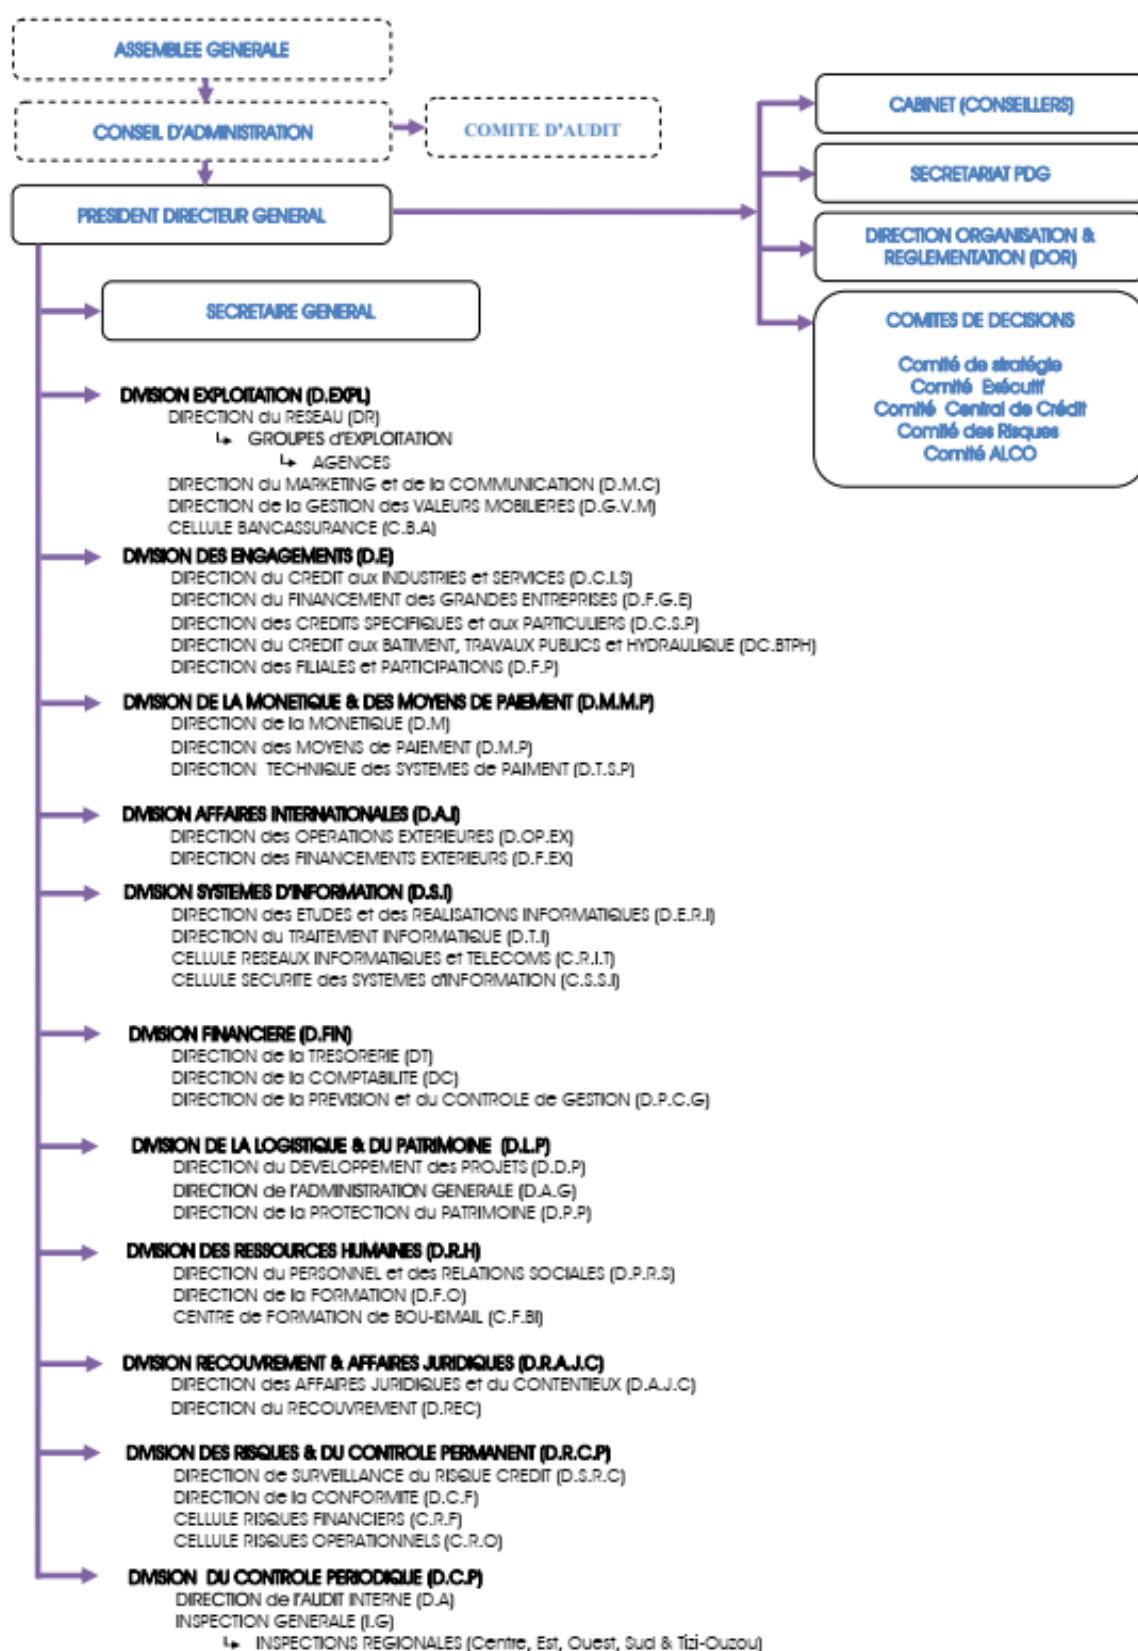 ASSEMBLEE GENERALE
CONSEIL D'ADMINISTRATION
COMITE D'AUDIT
PRESIDENT DIRECTEUR GENERAL
CABINET (CONSEILLERS)
SECRETARIAT PDG
DIRECTION ORGANISATION &
REGLEMENTATION (DOR)
COMITES DE DECISIONS
Comité de stratégie
Comité Exécutif
Comité Central de Crédit
Comité des Risques
Comité ALCO
SECRETAIRE GENERAL
DIVISION EXPLOITATION (D.EXPL)
DIRECTION du RESEAU (DR)
GROUPES d'EXPLOITATION
AGENCES
DIRECTION du MARKETING et de la COMMUNICATION (D.M.C)
DIRECTION de la GESTION des VALEURS MOBILIERES (D.G.V.M)
CELLULE BANCASSURANCE (C.B.A)
DIVISION DES ENGAGEMENTS (D.E)
DIRECTION du CREDIT aux INDUSTRIES et SERVICES (D.C.I.S)
DIRECTION du FINANCEMENT des GRANDES ENTREPRISES (D.F.G.E)
DIRECTION des CREDITS SPECIFIQUES et aux PARTICULIERS (D.C.S.P)
DIRECTION du CREDIT aux BATIMENT, TRAVAUX PUBLICS et HYDRAULIQUE (DC.BTPH)
DIRECTION des FILIALES et PARTICIPATIONS (D.F.P)
DIVISION DE LA MONETIQUE & DES MOYENS DE PAIEMENT (D.M.M.P)
DIRECTION de la MONETIQUE (D.M)
DIRECTION des MOYENS de PAIEMENT (D.M.P)
DIRECTION TECHNIQUE des SYSTEMES de PAIMENT (D.T.S.P)
DIVISION AFFAIRES INTERNATIONALES (D.A.I)
DIRECTION des OPERATIONS EXTERIEURES (D.OP.EX)
DIRECTION des FINANCEMENTS EXTERIEURS (D.F.EX)
DIVISION SYSTEMES D'INFORMATION (D.S.I)
DIRECTION des ETUDES et des REALISATIONS INFORMATIQUES (D.E.R.I)
DIRECTION du TRAITEMENT INFORMATIQUE (D.T.I)
CELLULE RESEAUX INFORMATIQUES et TELECOMS (C.R.I.T)
CELLULE SECURITE des SYSTEMES d'INFORMATION (C.S.S.I)
DIVISION FINANCIERE (D.FIN)
DIRECTION de la TRESORERIE (DT)
DIRECTION de la COMPTABILITE (DC)
DIRECTION de la PREVISION et du CONTROLE de GESTION (D.P.C.G)
DIVISION DE LA LOGISTIQUE & DU PATRIMOINE (D.L.P)
DIRECTION du DEVELOPPEMENT des PROJETS (D.D.P)
DIRECTION de l'ADMINISTRATION GENERALE (D.A.G)
DIRECTION de la PROTECTION du PATRIMOINE (D.P.P)
DIVISION DES RESSOURCES HUMAINES (D.R.H)
DIRECTION du PERSONNEL et des RELATIONS SOCIALES (D.P.R.S)
DIRECTION de la FORMATION (D.F.O)
CENTRE de FORMATION de BOU-ISMAIL (C.F.BI)
DIVISION RECOUVREMENT & AFFAIRES JURIDIQUES (D.R.A.J.C)
DIRECTION des AFFAIRES JURIDIQUES et du CONTENTIEUX (D.A.J.C)
DIRECTION du RECOUVREMENT (D.REC)
DIVISION DES RISQUES & DU CONTROLE PERMANENT (D.R.C.P)
DIRECTION de SURVEILLANCE du RISQUE CREDIT (D.S.R.C)
DIRECTION de la CONFORMITE (D.C.F)
CELLULE RISQUES FINANCIERS (C.R.F)
CELLULE RISQUES OPERATIONNELS (C.R.O)
DIVISION DU CONTROLE PERIODIQUE (D.C.P)
DIRECTION de l'AUDIT INTERNE (D.A)
INSPECTION GENERALE (I.G)
INSPECTIONS REGIONALES (Centre, Est, Ouest, Sud & Tizi-Ouzou)